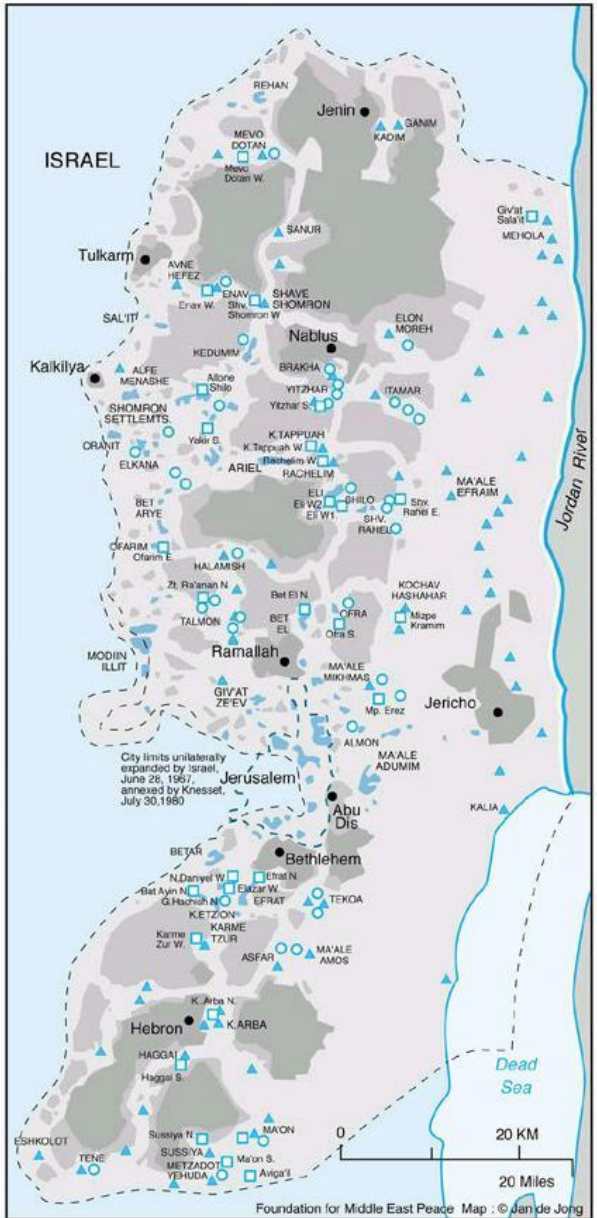 REHAN
Jenin
GANIM
KADIM
MEVO
DOTAN
Mevo
Dotan W.
ISRAEL
Giv'at
Sala'it
MEHOLA
SANUR
Tulkarm
AVNE
HEFEZ
ENAV
Enav W.
Shv.
Shomron W
SHAVE
SHOMRON
SAL'IT
ELON
MOREH
Nablus
KEDUMIM
BRAKHA
Kalkilya
ALFE
MENASHE
Allone
Shilo
YITZHAR
Yitzhar S.
ITAMAR
SHOMRON
SETTLEMTS
ORANIT
Yakir S.
K.TAPPUAH
K.Tappuah W.
ELKANA
ARIEL
Rachelim W
RACHELIM
MA'ALE
EFRAIM
Jordan River
BET
ARYE
ELI
Eli W2
Eli W1
SHILO
Shv.
Rahel E.
SHV.
RAHEL
OFARIM
Ofarim E.
HALAMISH
Zt. Ra'anan N.
KOCHAV
HASHAHAR
Bet El N.
OFRA
Mizpe
Kramim
TALMON
BET
EL
Ofra S.
Ramallah
MODIIN
ILLIT
MA'ALE
MIKHMAS
GIV'AT
ZE'EV
Mp. Erez
Jericho
ALMON
City limits unilaterally
expanded by Israel,
June 28, 1967,
annexed by Knesset,
July 30,1980
Jerusalem
MA'ALE
ADUMIM
Abu
Dis
KALIA
BETAR
Bethlehem
N.Daniyel W.
Efrat N.
Bat Ayin N.
Elazar W.
G.Hachish N
EFRAT
TEKOA
K.ETZION
KARME
TZUR
Karme
Zur W.
ASFAR
MA'ALE
AMOS
K. Arba N.
Hebron
K.ARBA
HAGGAI
Haggai S.
Dead
Sea
Sussiya N.
MA'ON
ESHKOLOT
TENE
SUSSIYA
Ma'on S.
METZADOT
YEHUDA
Aviga'il
0
20 KM
20 Miles
Foundation for Middle East Peace Map : © Jan de Jong